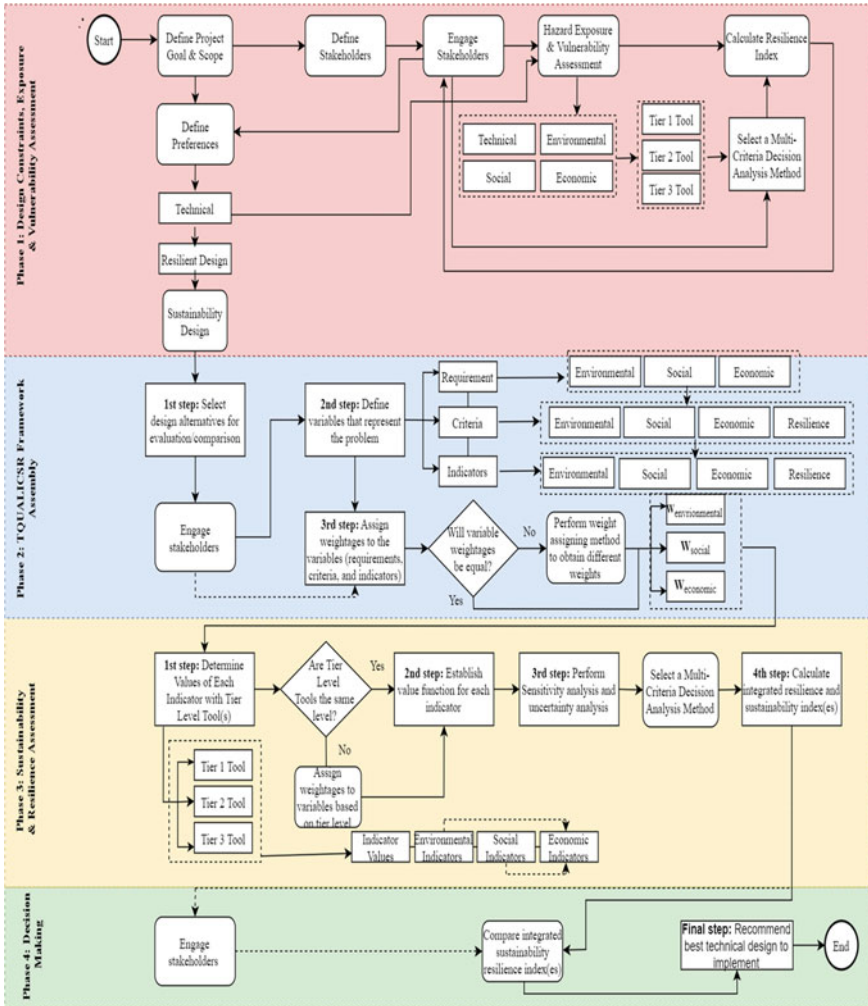 Phase 1: Design Constraints, Exposure
& Vulnerability Assessment
Start
Define Project
Goal & Scope
Define
Stakeholders
Engage
Stakeholders
Hazard Exposure
& Vulnerability
Assessment
Calculate Resilience
Index
Define
Preferences
Technical
Environmental
Social
Economic
Tier 1 Tool
Tier 2 Tool
Tier 3 Tool
Select a Multi-
Criteria Decision
Analysis Method
Technical
Resilient Design
Sustainability
Design
Phase 2: TQUALICSR Framework
Assembly
1st step: Select
design alternatives for
evaluation/comparison
Engage
stakeholders
2nd step: Define
variables that represent
the problem
Requirement
Criteria
Indicators
Environmental
Social
Economic
Environmental
Social
Economic
Resilience
Environmental
Social
Economic
Resilience
3rd step: Assign
weightages to the
variables (requirements,
criteria, and indicators)
Will variable
weightages
be equal?
No
Yes
Perform weight
assigning method
to obtain different
weights
Wenvrionmental
Wsocial
Weconomic
Phase 3: Sustainability
& Resilience Assessment
1st step: Determine
Values of Each
Indicator with Tier
Level Tool(s)
Are Tier
Level
Tools the same
level?
Yes
No
2nd step: Establish
value function for each
indicator
3rd step: Perform
Sensitivity analysis and
uncertainty analysis
Select a Multi-
Criteria Decision
Analysis Method
4th step: Calculate
integrated resilience and
sustainability index(es)
Tier 1 Tool
Tier 2 Tool
Tier 3 Tool
Assign
weightages to
variables based
on tier level
Indicator
Values
Environmental
Indicators
Social
Indicators
Economic
Indicators
Phase 4: Decision
Making
Engage
stakeholders
Compare integrated
sustainability
resilience index(es)
Final step: Recommend
best technical design to
implement
End